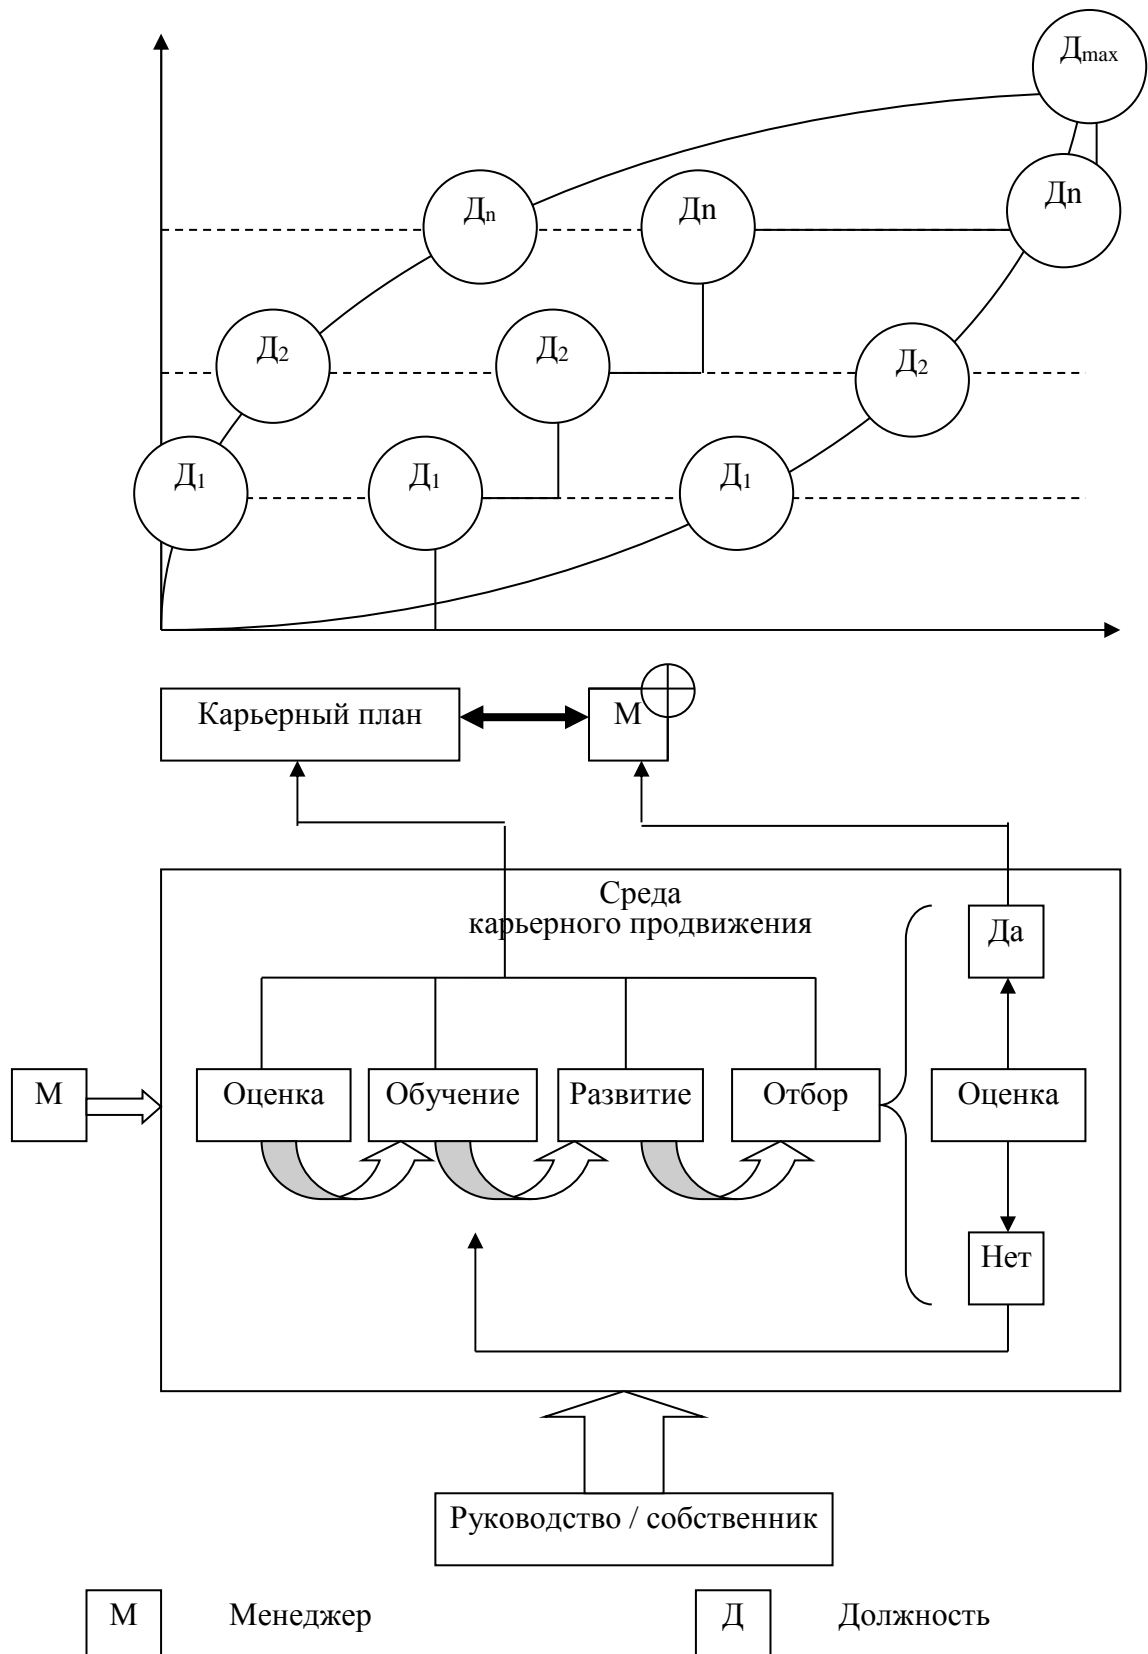 Дmax
Дn Дn Дn
Д2 Д2 Д2
Д1 Д1 Д1
Карьерный план М
Среда
карьерного продвижения
Да
М Оценка Обучение Развитие Отбор Оценка
Нет
Руководство / собственник
М Менеджер Д Должность